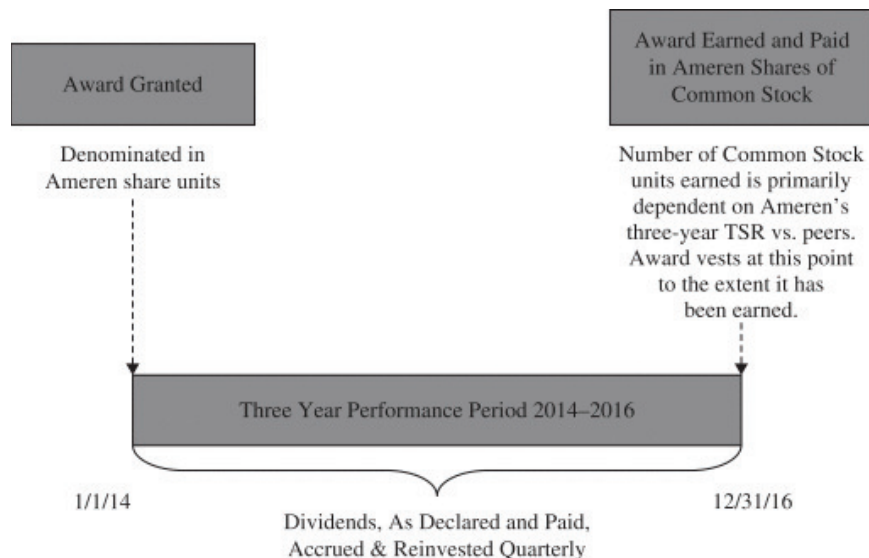 Award Granted
Denominated in
Ameren share units
Award Earned and Paid
in Ameren Shares of
Common Stock
Number of Common Stock
units earned is primarily
dependent on Ameren’s
three-year TSR vs. peers.
Award vests at this point
to the extent it has
been earned.
Three Year Performance Period 2014–2016
1/1/14
12/31/16
Dividends, As Declared and Paid,
Accrued & Reinvested Quarterly